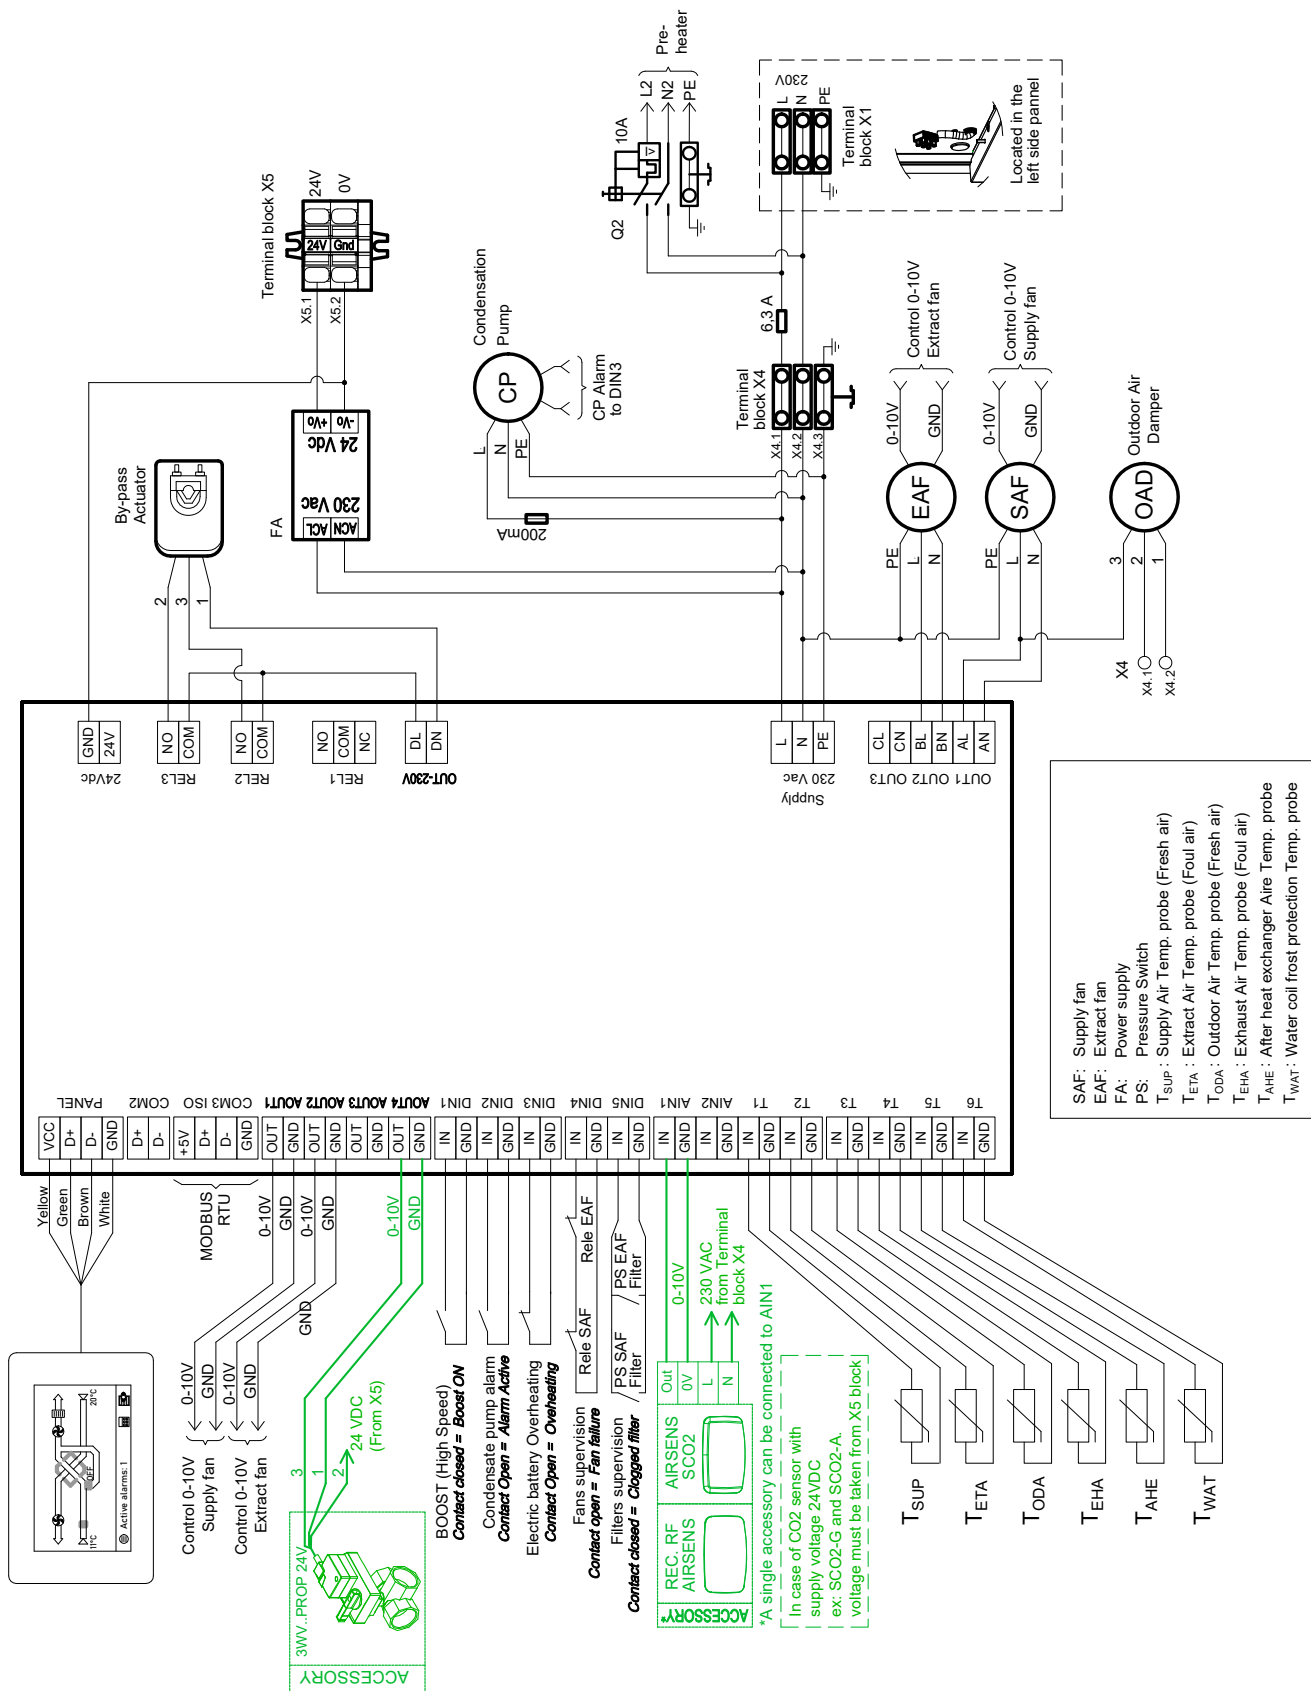 Pre-
heater
L2
N2
PE
10A
Q2
230V
L
N
PE
Terminal
block X1
Located in the
left side pannel
Terminal block X5
24V
0V
24V
Gnd
X5.1
X5.2
Condensation
Pump
CP
CP Alarm
to DIN3
L
N
PE
200mA
6,3 A
Terminal
block X4
X4.1
X4.2
X4.3
By-pass
Actuator
2
3
1
FA
230 Vac
24 Vdc
ACN
ACL
-Vo
+Vo
Control 0-10V
Extract fan
0-10V
GND
EAF
PE
L
N
Control 0-10V
Supply fan
0-10V
GND
SAF
PE
L
N
Outdoor Air
Damper
OAD
3
2
1
X4
X4.1
X4.2
GND
24V
24Vdc
NO
COM
REL3
NO
COM
REL2
NO
COM
NC
REL1
DL
DN
OUT-230V
L
N
PE
Supply
230 Vac
CL
CN
BL
BN
AL
AN
OUT1 OUT2 OUT3
SAF: Supply fan
EAF: Extract fan
FA: Power supply
PS: Pressure Switch
TSUP: Supply Air Temp. probe (Fresh air)
TETA: Extract Air Temp. probe (Foul air)
TODA: Outdoor Air Temp. probe (Fresh air)
TEHA: Exhaust Air Temp. probe (Foul air)
TAHE: After heat exchanger Aire Temp. probe
TWAT: Water coil frost protection Temp. probe
PANEL
VCC
D+
D-
GND
COM2
D+
D-
COM3 ISO
+5V
D+
D-
GND
AOUT4 AOUT3 AOUT2 AOUT1
OUT
GND
OUT
GND
OUT
GND
OUT
GND
DIN1
IN
GND
DIN2
IN
GND
DIN3
IN
GND
DIN4
IN
GND
DIN5
IN
GND
AIN1
IN
GND
AIN2
IN
GND
T1
IN
GND
T2
IN
GND
T3
IN
GND
T4
IN
GND
T5
IN
GND
T6
IN
GND
Yellow
Green
Brown
White
MODBUS
RTU
0-10V
GND
0-10V
GND
0-10V
GND
GND
11°C
20°C
OFF
Active alarms: 1
Control 0-10V
Supply fan
0-10V
GND
Control 0-10V
Extract fan
0-10V
GND
ACCESSORY
3WV..PROP 24V
3
1
2
24 VDC
(From X5)
BOOST (High Speed)
Contact closed = Boost ON
Condensate pump alarm
Contact Open = Alarm Active
Electric battery Overheating
Contact Open = Oveheating
Fans supervision
Contact open = Fan failure
Rele SAF
Rele EAF
Filters supervision
Contact closed = Clogged filter
PS SAF
Filter
PS EAF
Filter
ACCESSORY*
REC. RF
AIRSENS
AIRSENS
SCO2
Out
0V
L
N
0-10V
230 VAC
from Terminal
block X4
*A single accessory can be connected to AIN1
In case of CO2 sensor with
supply voltage 24VDC
ex: SCO2-G and SCO2-A.
voltage must be taken from X5 block
TSUP
TETA
TODA
TEHA
TAHE
TWAT